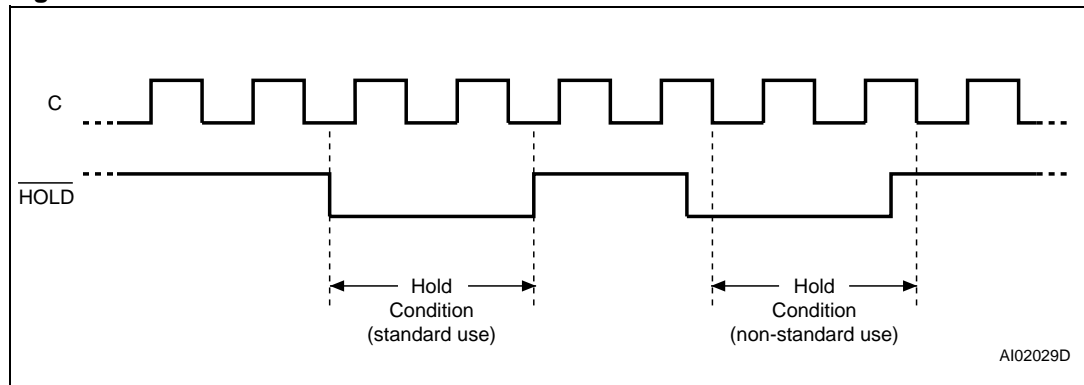 C
HOLD
Hold
Condition
(standard use)
Hold
Condition
(non-standard use)
AI02029D